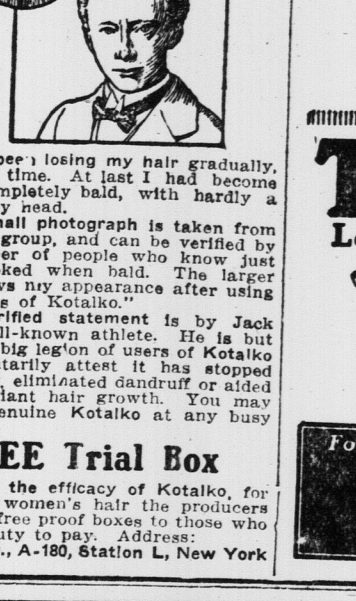 losing my hair gradually,
time. At last I had become
mpletely bald, with hardly a
y head.
all photograph is taken from
group, and can be verified by
er of people who know just
ked when bald. The larger
ws my appearance after using
s of Kotalko."
rified statement is by Jack
ll-known athlete. He is but
big legion of users of Kotalko
tarily attest it has stopped
, eliminated dandruff or aided
iant hair growth. You may
enuine Kotalko at any busy
EE Trial Box
the efficacy of Kotalko, for
women's hair the producers
free proof boxes to those who
uty to pay. Address:
., A-180, Station L, New York
T
L
Fo